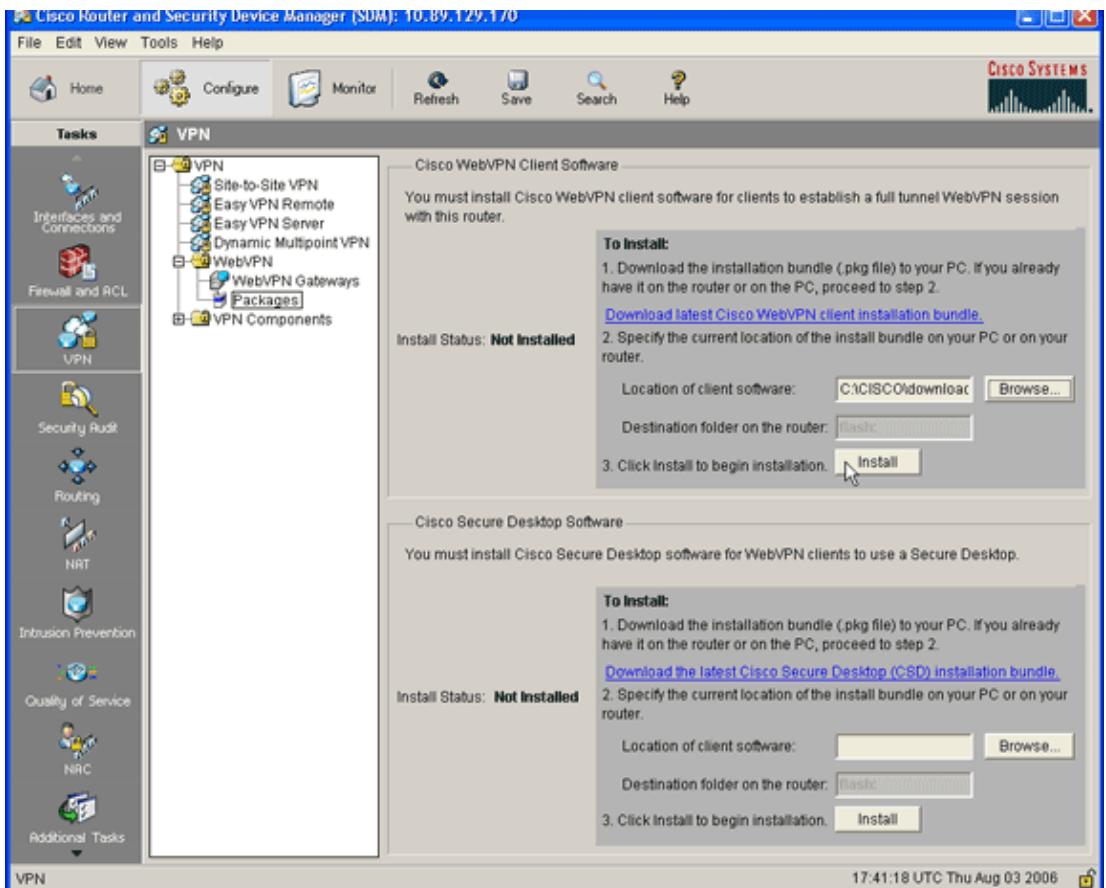 Cisco Router and Security Device Manager (SDM): 10.89.129.170
File Edit View Tools Help
Home
Configure
Monitor
Refresh
Save
Search
Help
CISCO SYSTEMS
Tasks
VPN
Interfaces and
Connections
Firewall and ACL
VPN
Security Audit
Routing
NAT
Intrusion Prevention
Quality of Service
NAC
Additional Tasks
VPN
Site-to-Site VPN
Easy VPN Remote
Easy VPN Server
Dynamic Multipoint VPN
WebVPN
WebVPN Gateways
Packages
VPN Components
Cisco WebVPN Client Software
You must install Cisco WebVPN client software for clients to establish a full tunnel WebVPN session
with this router.
Install Status: Not Installed
To Install:
1. Download the installation bundle (.pkg file) to your PC. If you already
have it on the router or on the PC, proceed to step 2.
Download latest Cisco WebVPN client installation bundle.
2. Specify the current location of the install bundle on your PC or on your
router.
Location of client software: C:\CISCO\downloac Browse...
Destination folder on the router: flash:
3. Click Install to begin installation. Install
Cisco Secure Desktop Software
You must install Cisco Secure Desktop software for WebVPN clients to use a Secure Desktop.
Install Status: Not Installed
To Install:
1. Download the installation bundle (.pkg file) to your PC. If you already
have it on the router or on the PC, proceed to step 2.
Download the latest Cisco Secure Desktop (CSD) installation bundle.
2. Specify the current location of the install bundle on your PC or on your
router.
Location of client software: Browse...
Destination folder on the router: flash:
3. Click Install to begin installation. Install
VPN
17:41:18 UTC Thu Aug 03 2006